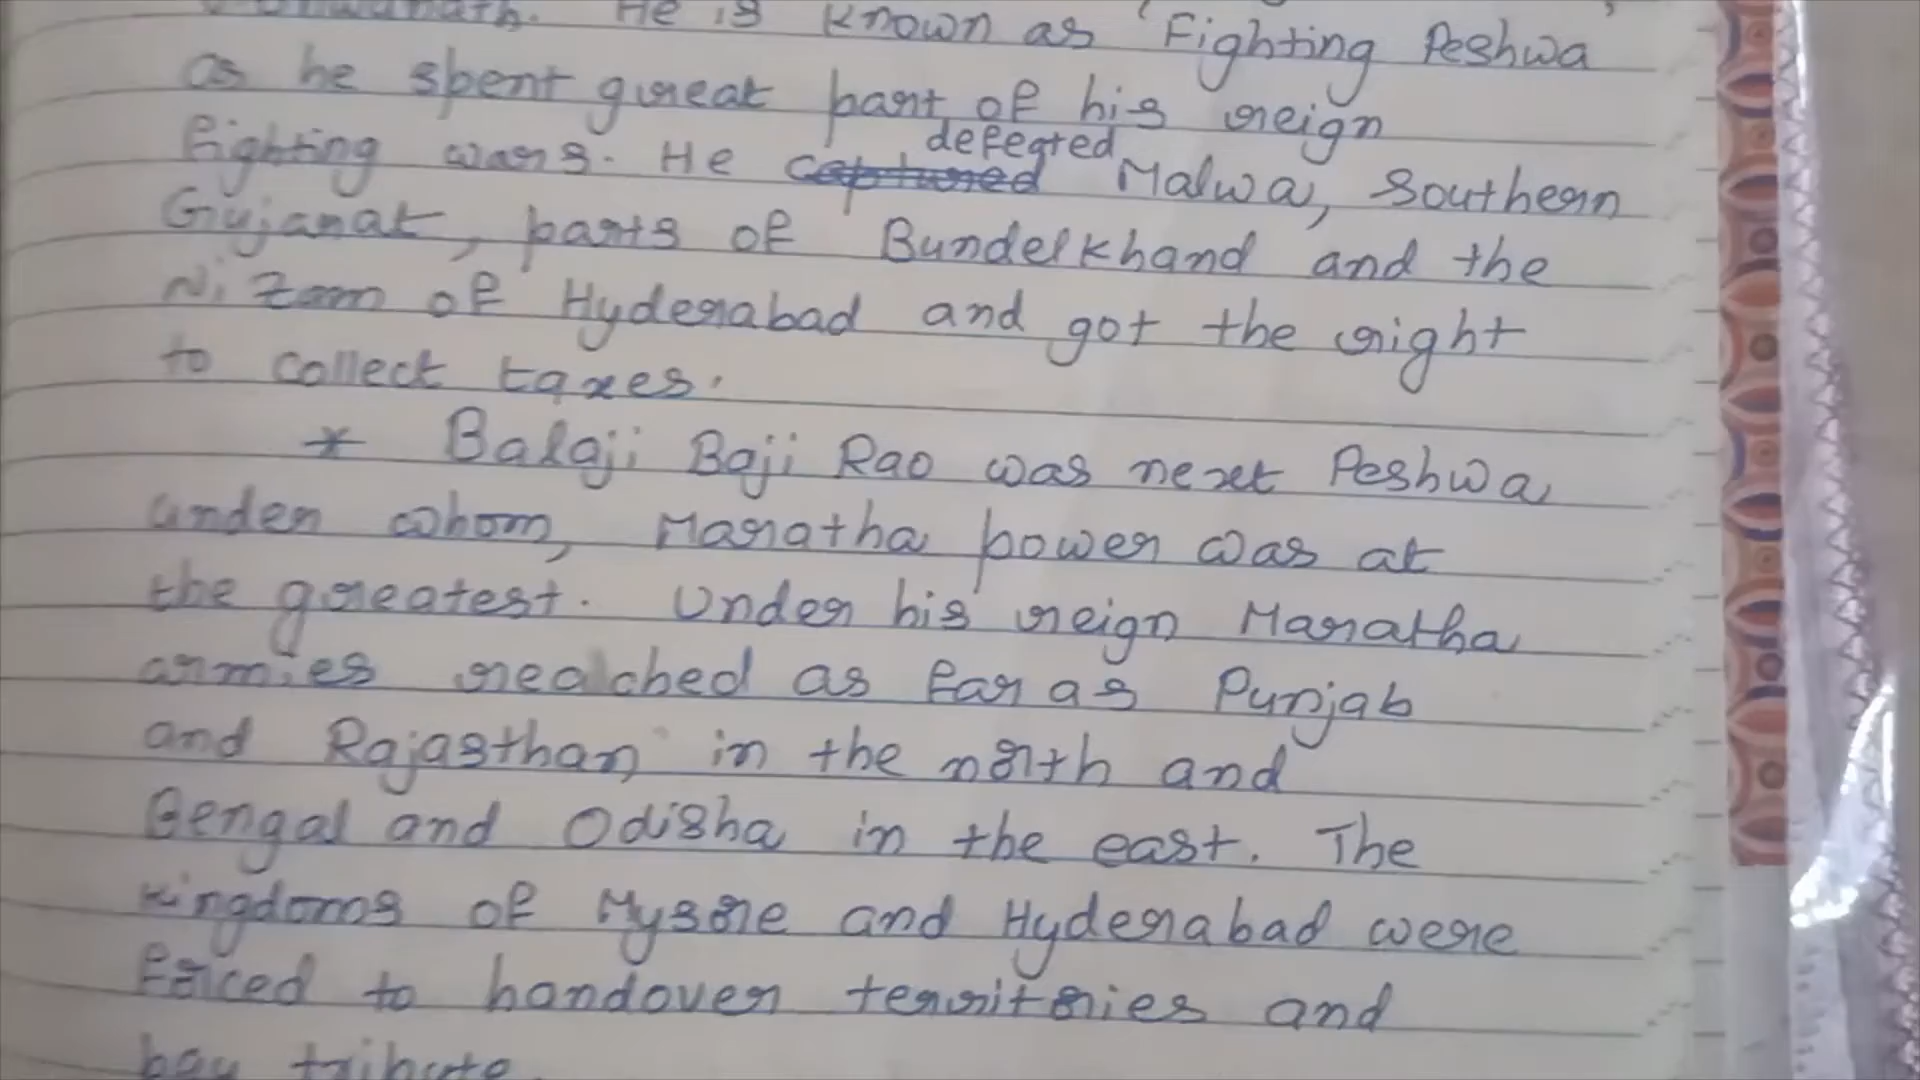 He is known as 'Fighting Peshwa'
as he spent great part of his reign
fighting wars. He captured defeated Malwa, Southern
Gujarat, parts of Bundelkhand and the
Nizam of Hyderabad and got the right
to collect taxes.
* Balaji Baji Rao was next Peshwa
under whom, Maratha power was at
the greatest. Under his reign Maratha
armies reached as far as Punjab
and Rajasthan in the north and
Bengal and Odisha in the east. The
kingdoms of Mysore and Hyderabad were
forced to handover territories and
pay tribute.